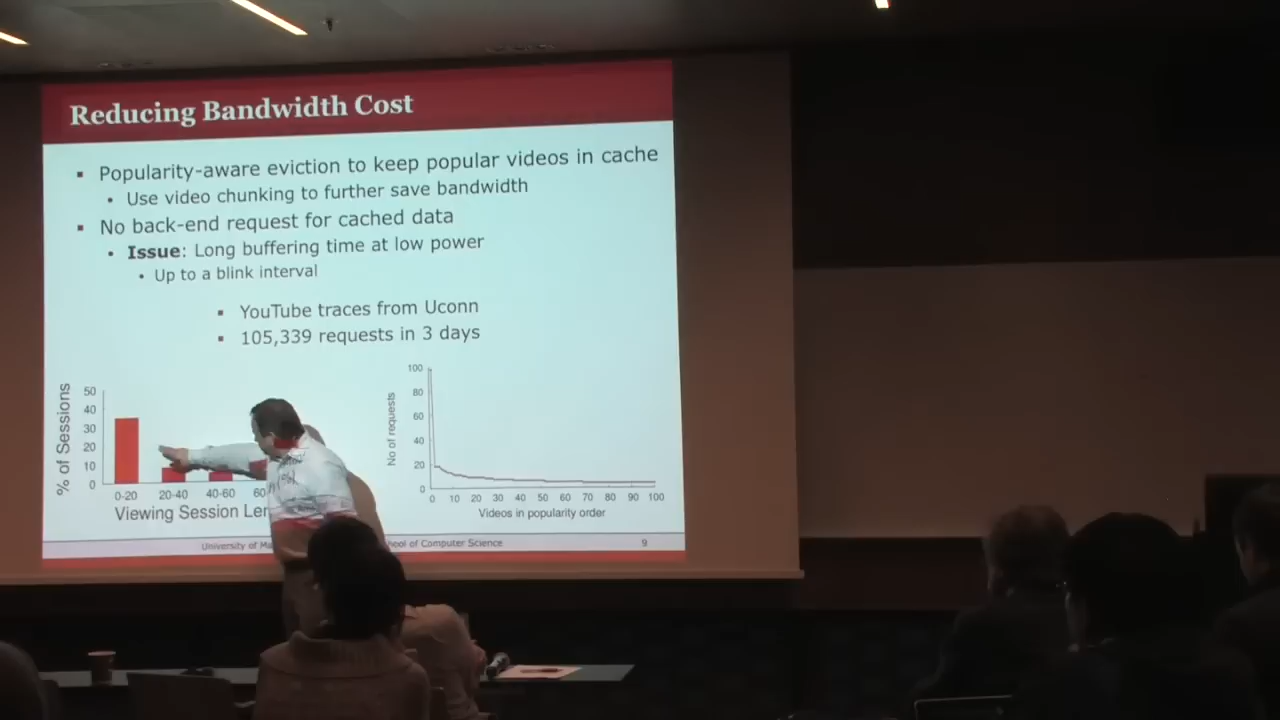 Reducing Bandwidth Cost
▪ Popularity-aware eviction to keep popular videos in cache
• Use video chunking to further save bandwidth
▪ No back-end request for cached data
• Issue: Long buffering time at low power
• Up to a blink interval
▪ YouTube traces from Uconn
▪ 105,339 requests in 3 days
% of Sessions
50
40
30
20
10
0
0-20 20-40 40-60 60
Viewing Session Len
(%)
No of requests
100
80
60
40
20
0
0 10 20 30 40 50 60 70 80 90 100
Videos in popularity order
University of Ma
hool of Computer Science
9